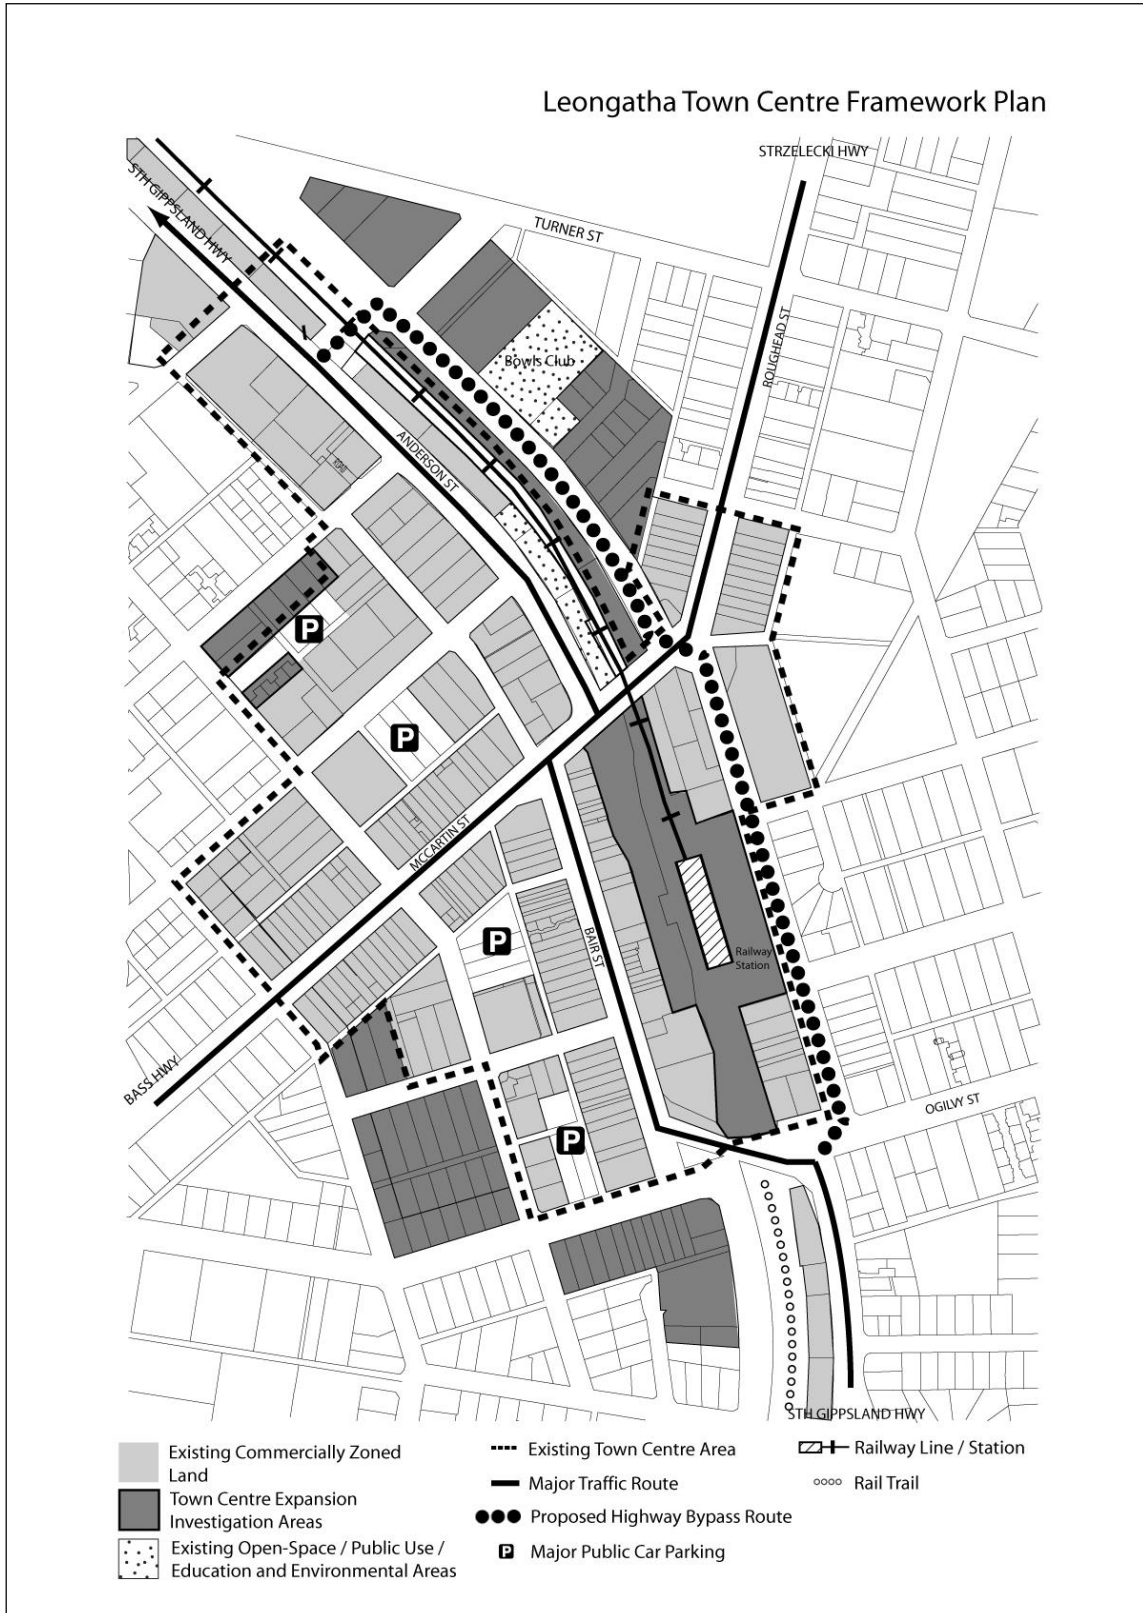 Leongatha Town Centre Framework Plan
STRZELECKI HWY
STH GIPPSLAND HWY
TURNER ST
ROUGHEAD ST
Bowls Club
ANDERSON ST
P
P
MCCARTIN ST
P
BAIR ST
Railway
Station
BASS HWY
OGILVY ST
P
STH GIPPSLAND HWY
Existing Commercially Zoned
Land
Town Centre Expansion
Investigation Areas
Existing Open-Space / Public Use /
Education and Environmental Areas
Existing Town Centre Area
Major Traffic Route
Proposed Highway Bypass Route
P Major Public Car Parking
Railway Line / Station
Rail Trail